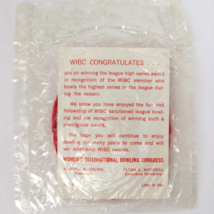 WIBC CONGRATULATES
you on winning the league high series award
in recognition of the WIBC member who
bowls the highest series in the league dur-
ing the season.
We know you have enjoyed the fun and
fellowship of WIBC sanctioned league bowl-
ing and the recognition of winning such a
prestigious award.
We hope you will continue to enjoy
bowling for many years to come and will
win additional WIBC awards.
WOMEN'S INTERNATIONAL BOWLING CONGRESS
President